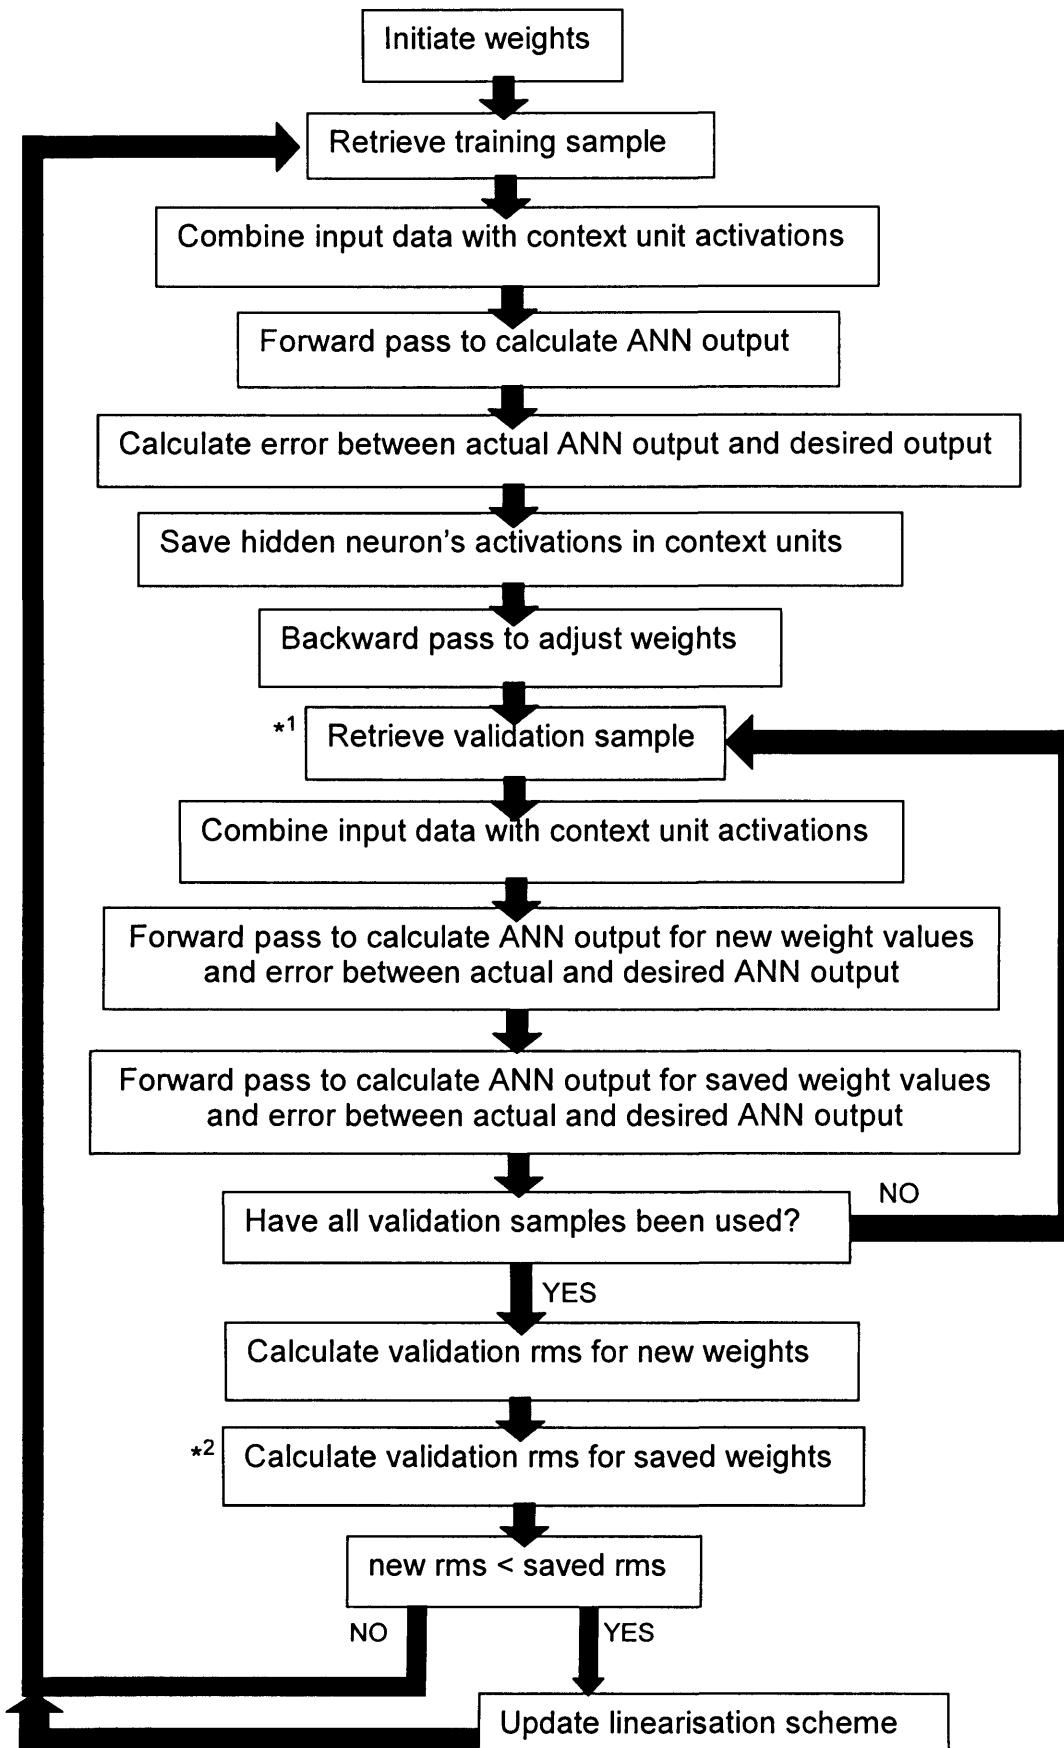 Initiate weights
Retrieve training sample
Combine input data with context unit activations
Forward pass to calculate ANN output
Calculate error between actual ANN output and desired output
Save hidden neuron's activations in context units
Backward pass to adjust weights
*1 Retrieve validation sample
Combine input data with context unit activations
Forward pass to calculate ANN output for new weight values
and error between actual and desired ANN output
Forward pass to calculate ANN output for saved weight values
and error between actual and desired ANN output
Have all validation samples been used?
NO
YES
Calculate validation rms for new weights
*2 Calculate validation rms for saved weights
new rms < saved rms
NO
YES
Update linearisation scheme